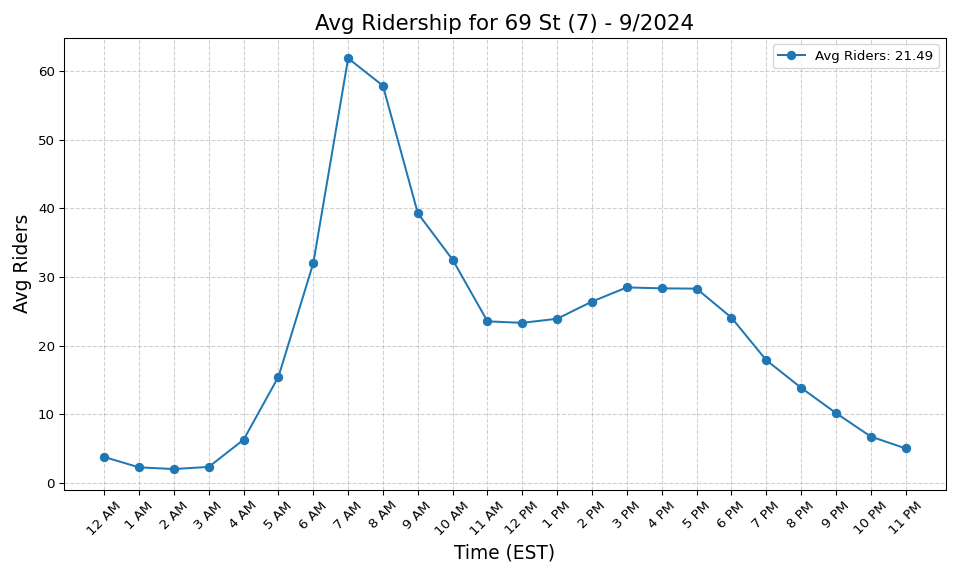 Avg Ridership for 69 St (7) - 9/2024
Avg Riders: 21.49
Avg Riders
60
50
40
30
20
10
0
12 AM
1 AM
2 AM
3 AM
4 AM
5 AM
6 AM
7 AM
8 AM
9 AM
10 AM
11 AM
12 PM
1 PM
2 PM
3 PM
4 PM
5 PM
6 PM
7 PM
8 PM
9 PM
10 PM
11 PM
Time (EST)